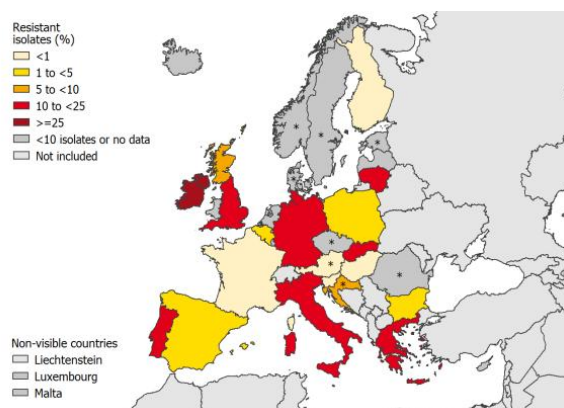 Resistant
isolates (%)
<1
1 to <5
5 to <10
10 to <25
>=25
<10 isolates or no data
Not included
*
*
*
*
*
*
*
*
*
Non-visible countries
Liechtenstein
Luxembourg
Malta